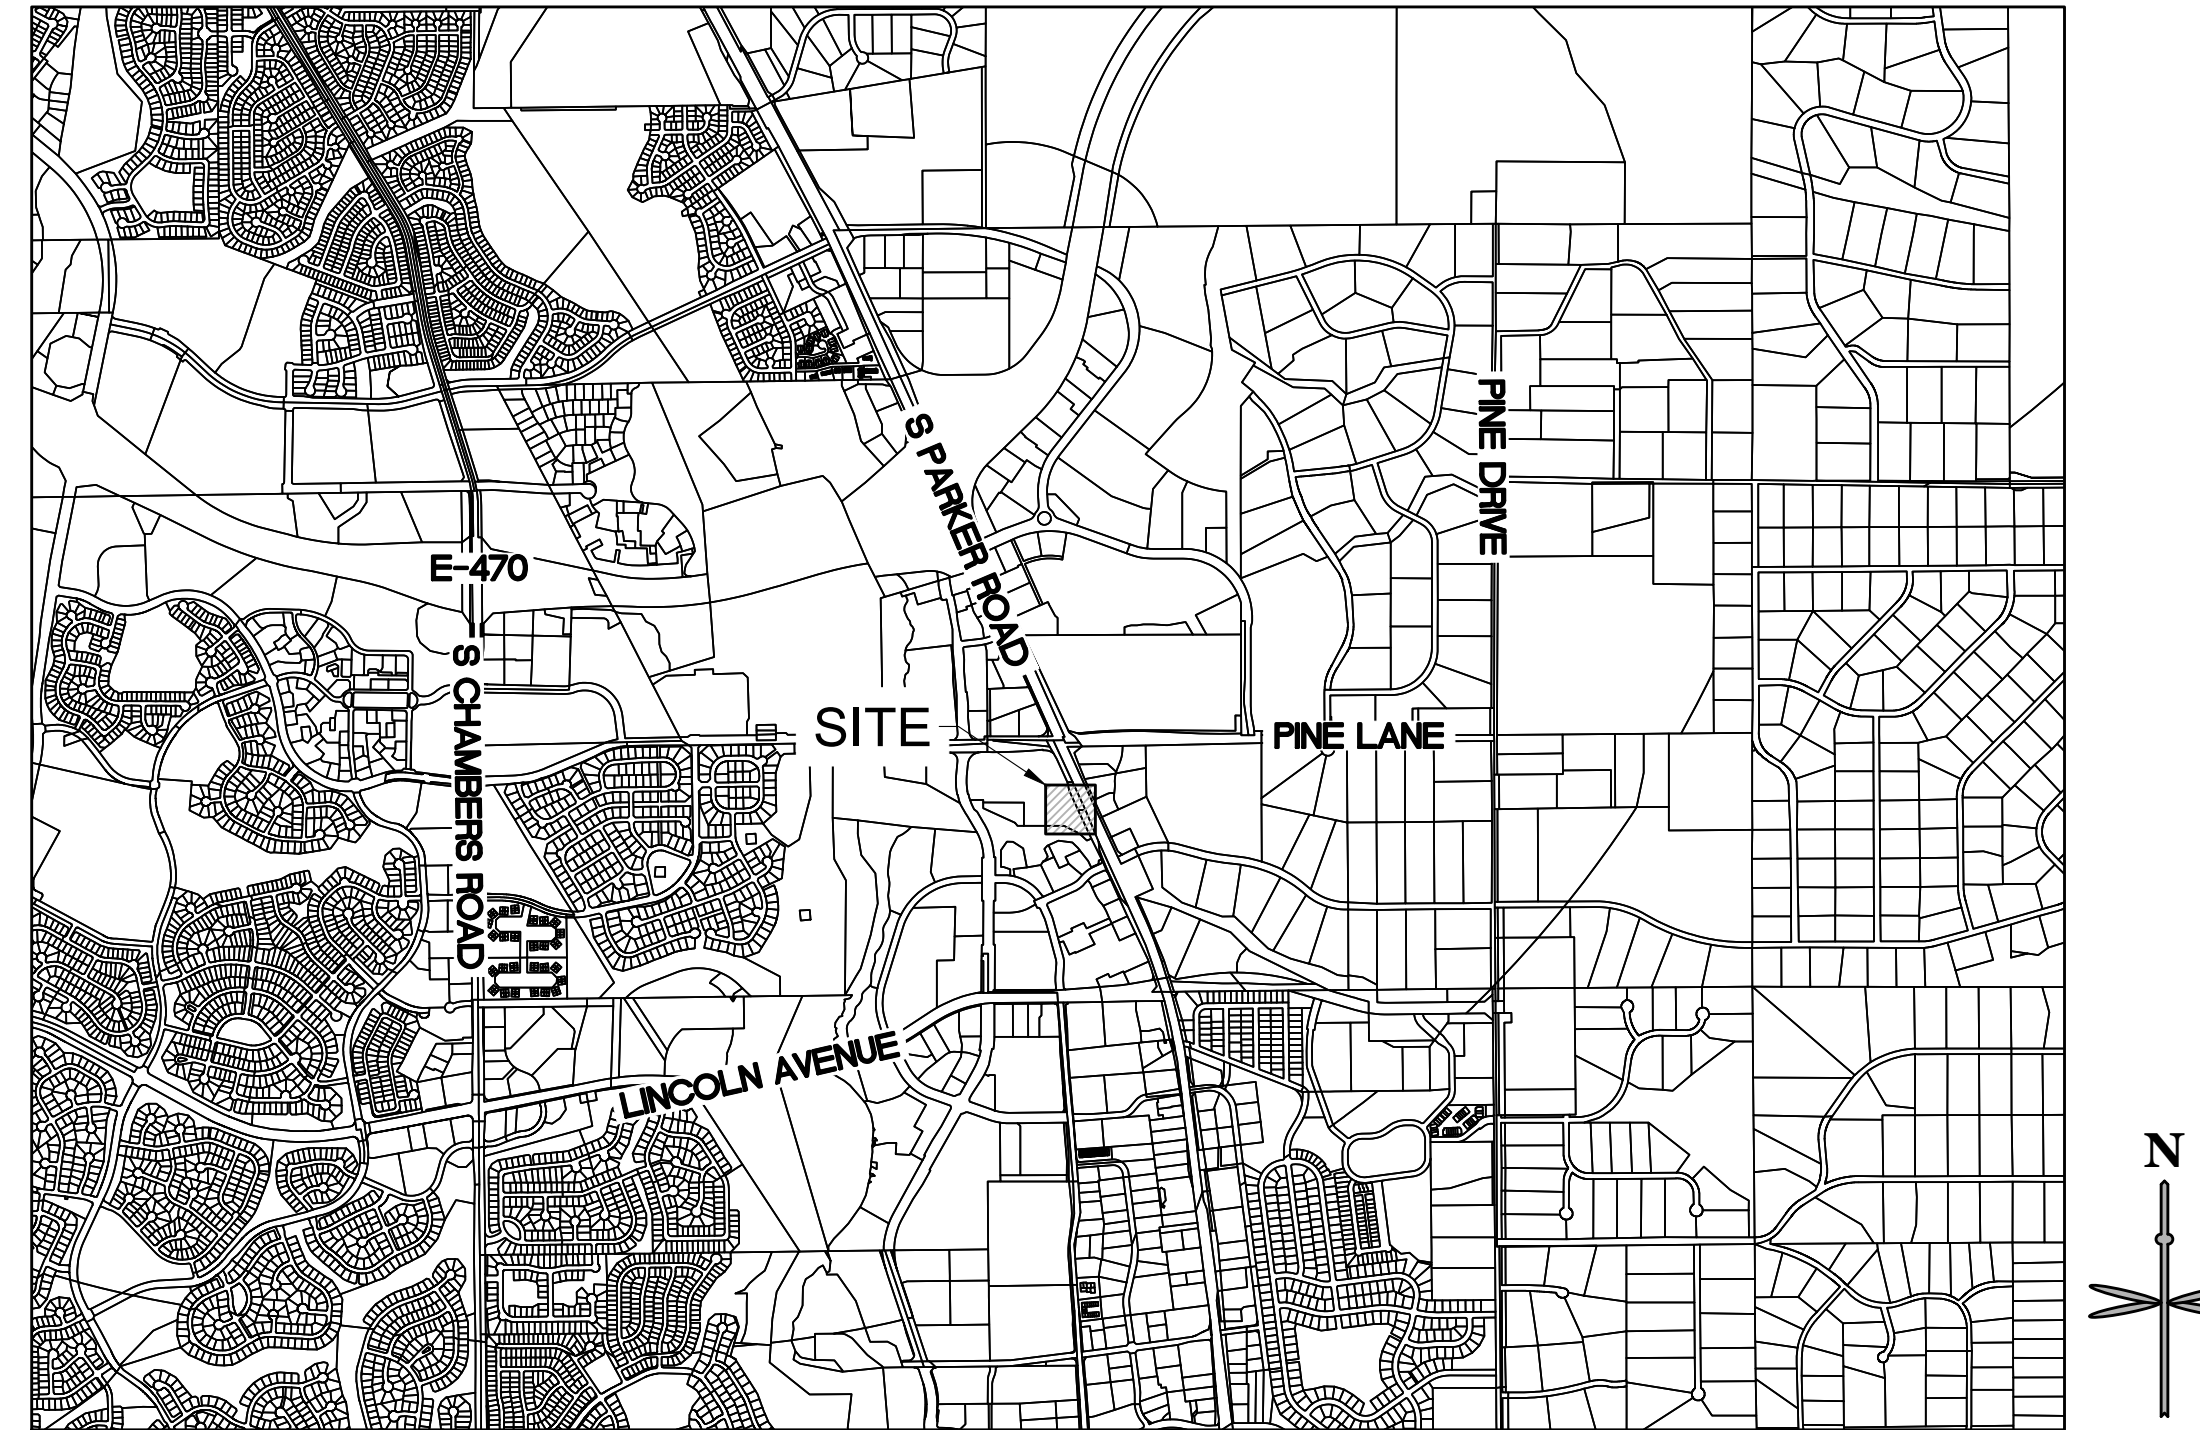 S PARKER ROAD
PINE DRIVE
E-470
S CHAMBERS ROAD
SITE
PINE LANE
LINCOLN AVENUE
N